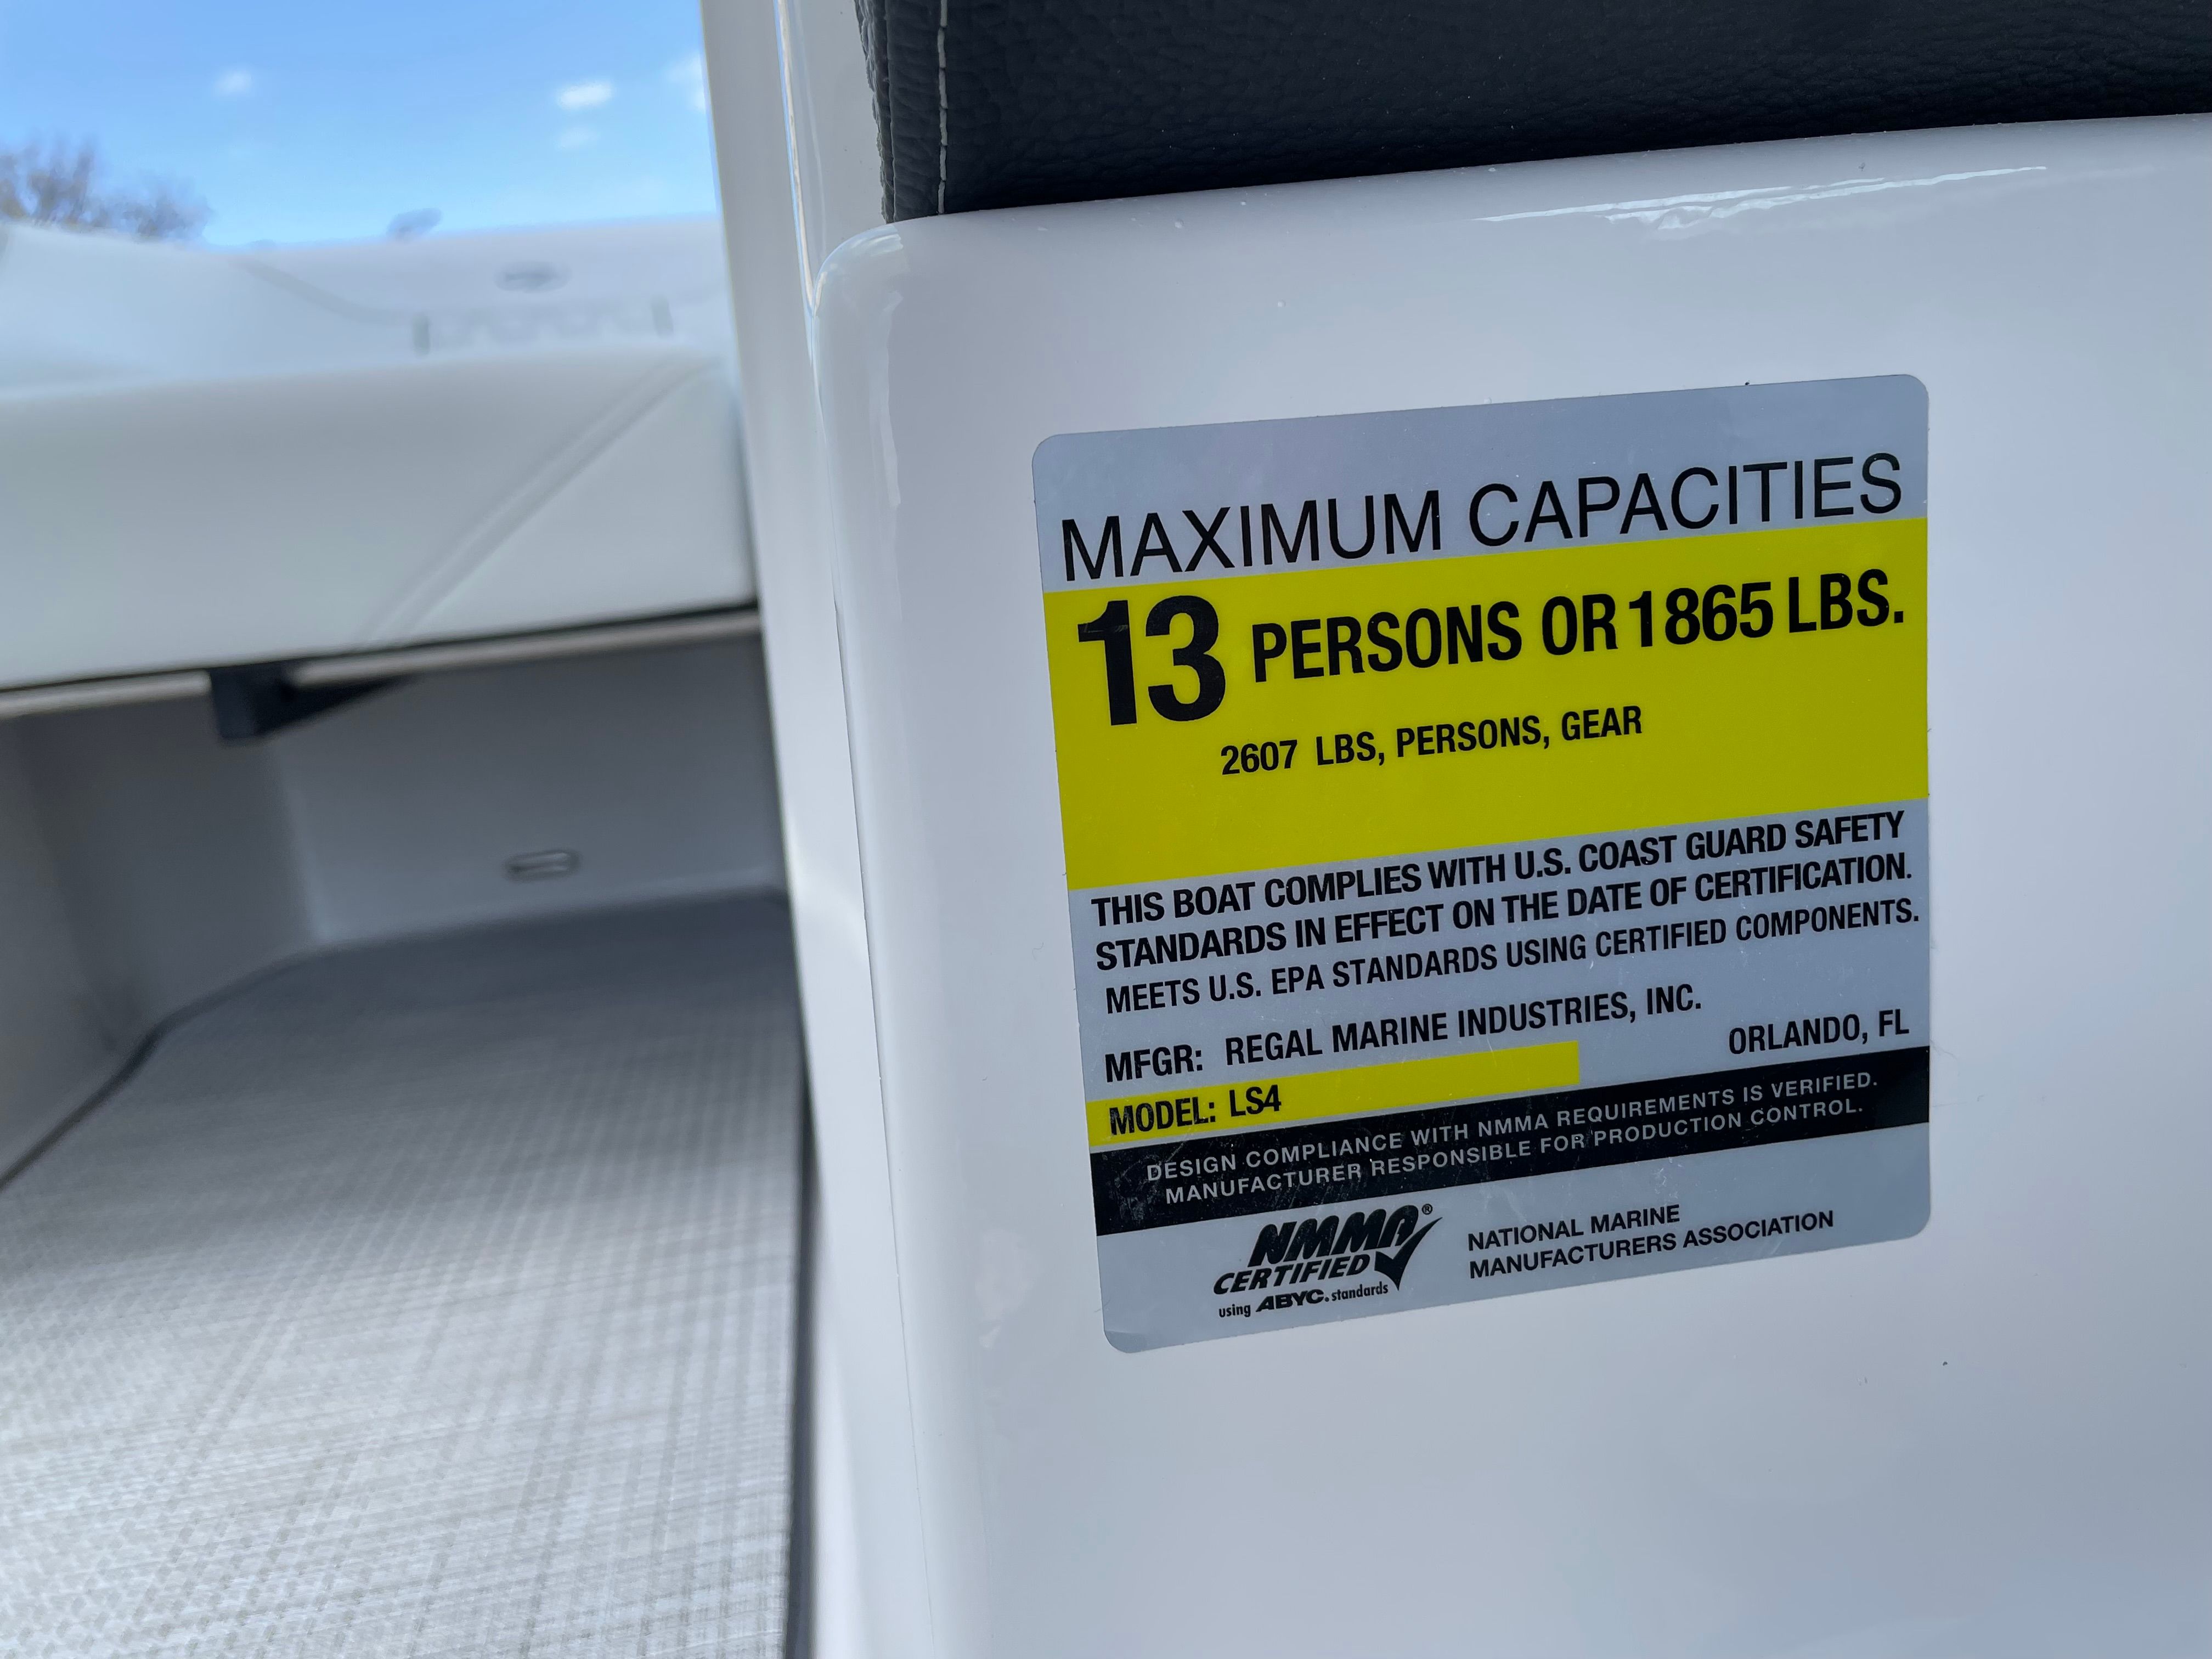 MAXIMUM CAPACITIES
13 PERSONS OR 1865 LBS.
2607 LBS, PERSONS, GEAR
THIS BOAT COMPLIES WITH U.S. COAST GUARD SAFETY
STANDARDS IN EFFECT ON THE DATE OF CERTIFICATION.
MEETS U.S. EPA STANDARDS USING CERTIFIED COMPONENTS.
MFGR: REGAL MARINE INDUSTRIES, INC.
ORLANDO, FL
MODEL: LS4
DESIGN COMPLIANCE WITH NMMA REQUIREMENTS IS VERIFIED.
MANUFACTURER RESPONSIBLE FOR PRODUCTION CONTROL.
NMMA®
CERTIFIED
using ABYC. standards
NATIONAL MARINE
MANUFACTURERS ASSOCIATION